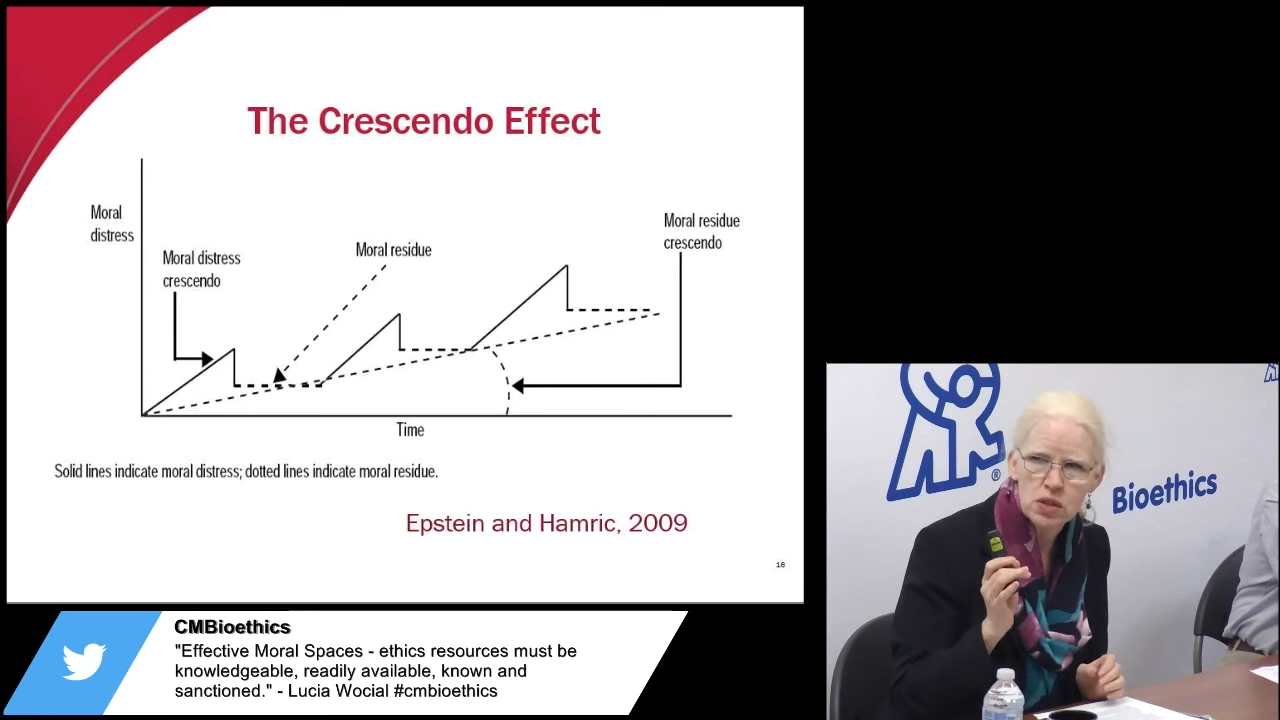 The Crescendo Effect
Moral
distress
Moral distress
crescendo
Moral residue
Moral residue
crescendo
Time
Solid lines indicate moral distress; dotted lines indicate moral residue.
Epstein and Hamric, 2009
18
®
Bioethics
CMBioethics
"Effective Moral Spaces - ethics resources must be
knowledgeable, readily available, known and
sanctioned." - Lucia Wocial #cmbioethics